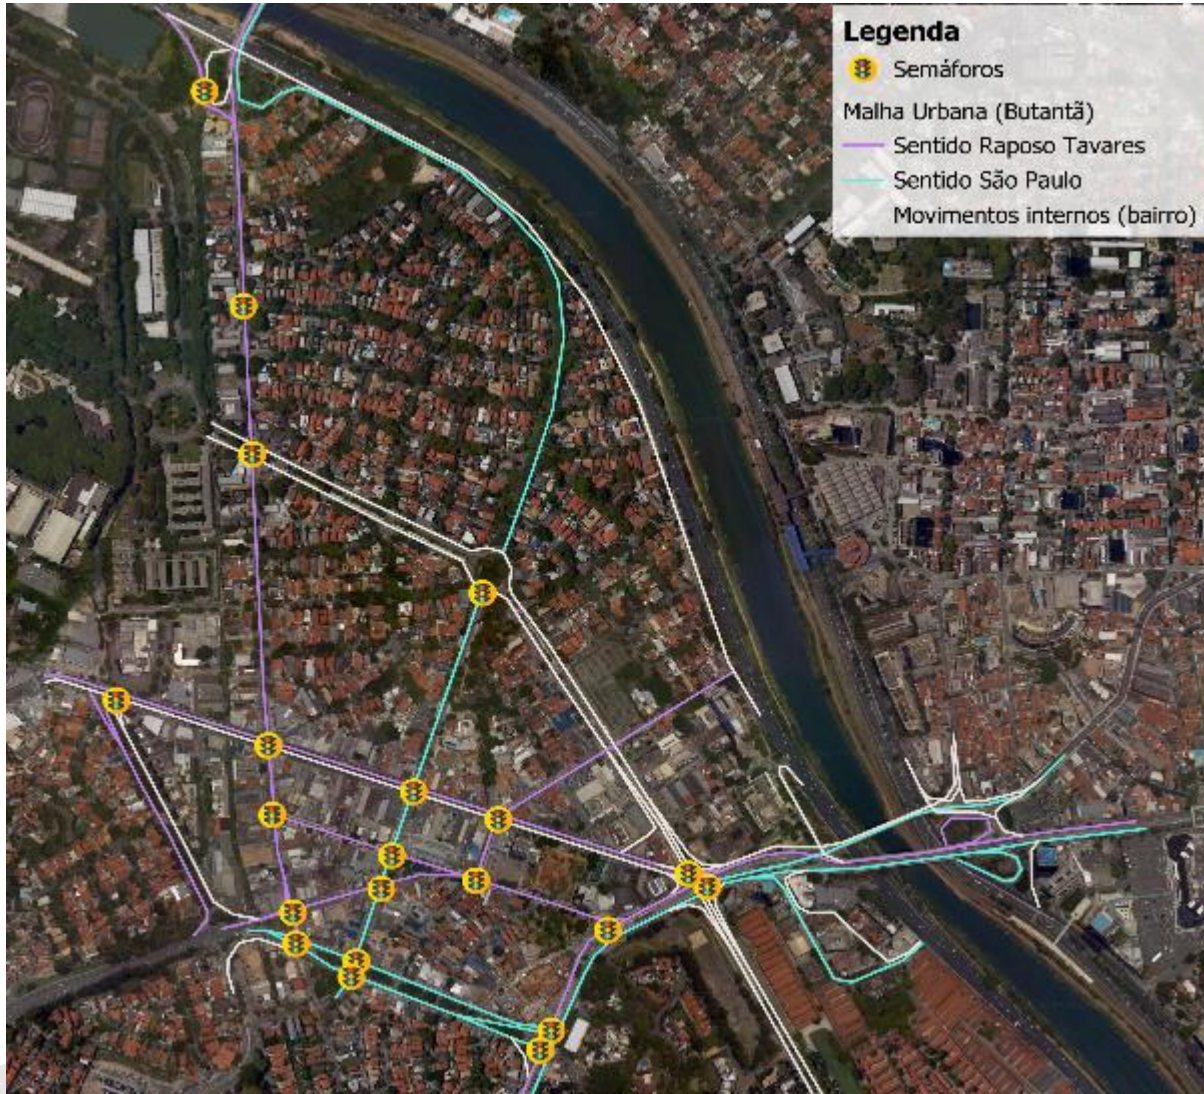 Legenda
Semáforos
Malha Urbana (Butantã)
Sentido Raposo Tavares
Sentido São Paulo
Movimentos internos (bairro)